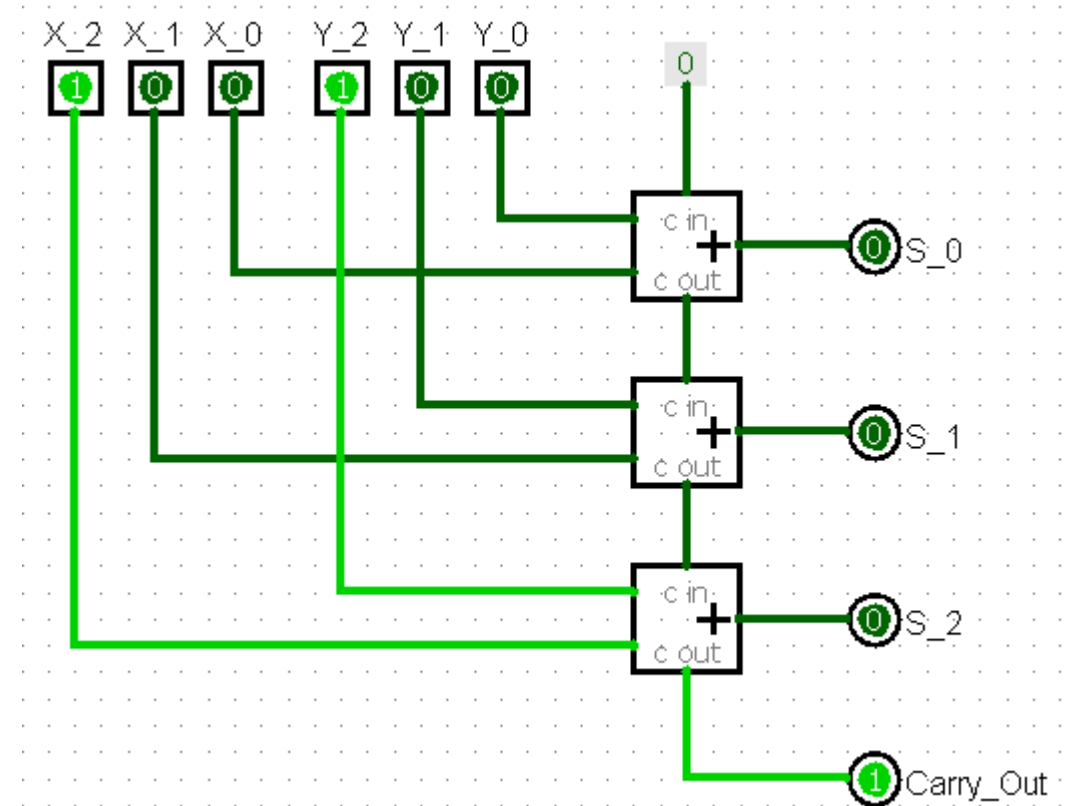 X_2 X_1 X_0 Y_2 Y_1 Y_0
1 0 0 1 0 0
0
c in
+
c out
0 S_0
c in
+
c out
0 S_1
c in
+
c out
0 S_2
1 Carry_Out